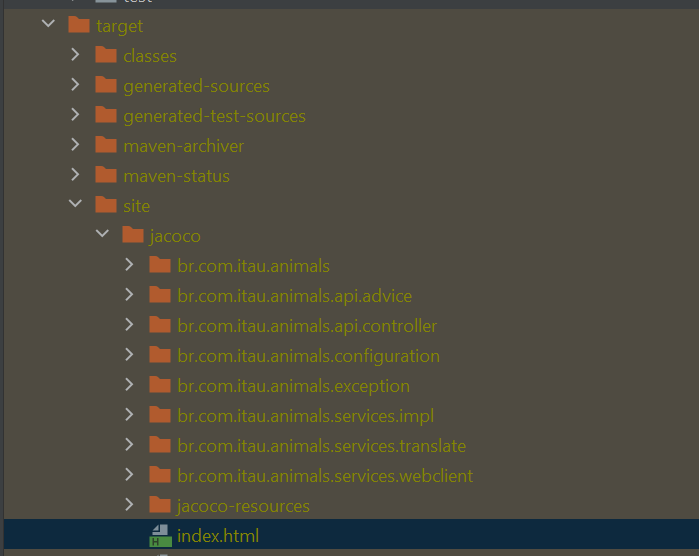 test
target
classes
generated-sources
generated-test-sources
maven-archiver
maven-status
site
jacoco
br.com.itau.animals
br.com.itau.animals.api.advice
br.com.itau.animals.api.controller
br.com.itau.animals.configuration
br.com.itau.animals.exception
br.com.itau.animals.services.impl
br.com.itau.animals.services.translate
br.com.itau.animals.services.webclient
jacoco-resources
H index.html